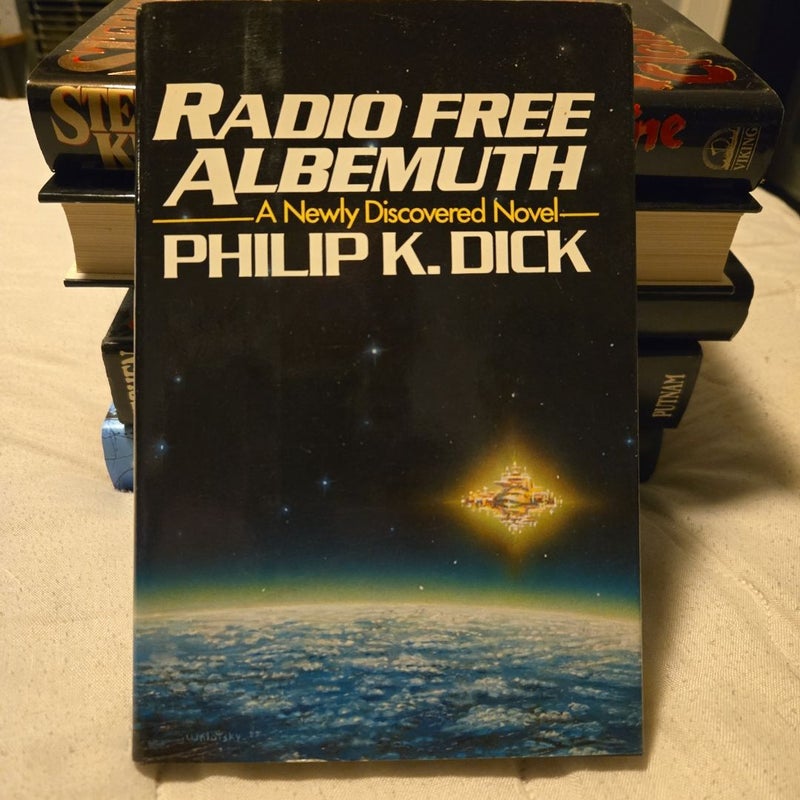 RADIO FREE
ALBEMUTH
A Newly Discovered Novel
PHILIP K. DICK
VIKING
PUTNAM